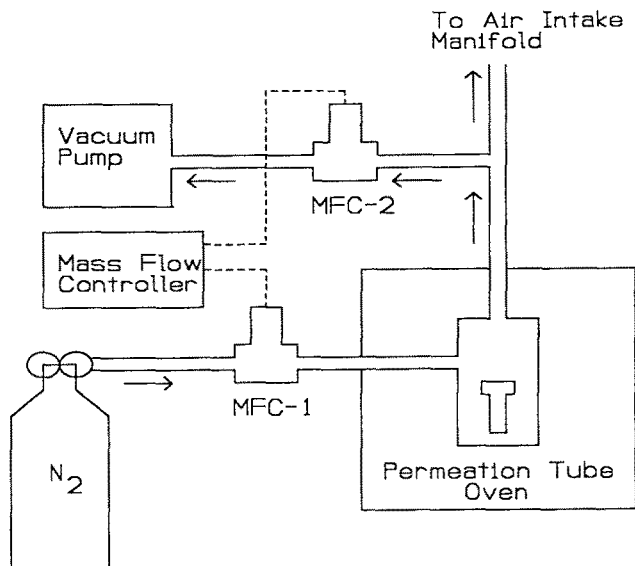 To Air Intake
Manifold
Vacuum
Pump
MFC-2
Mass Flow
Controller
MFC-1
N2
Permeation Tube
Oven